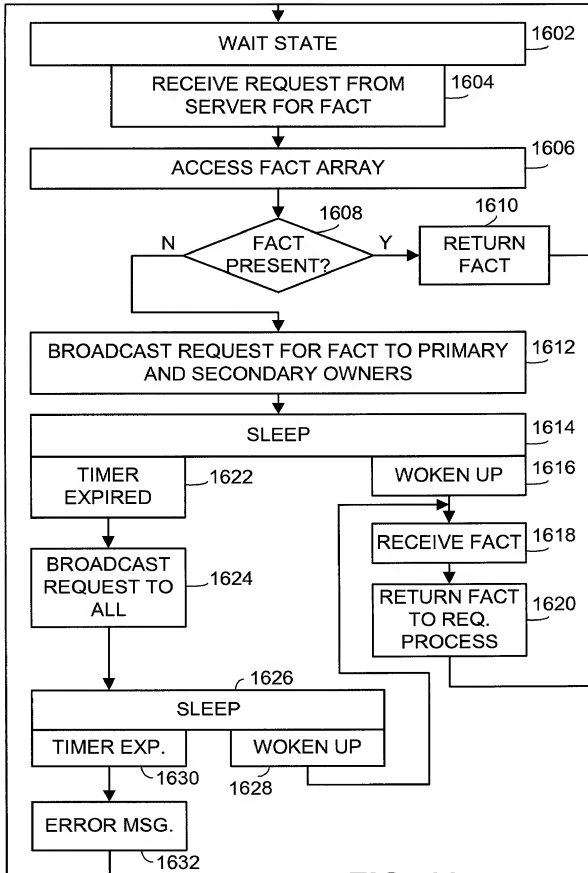 WAIT STATE
1602
RECEIVE REQUEST FROM
SERVER FOR FACT
1604
ACCESS FACT ARRAY
1606
1608
N
FACT
PRESENT?
Y
1610
RETURN
FACT
BROADCAST REQUEST FOR FACT TO PRIMARY
AND SECONDARY OWNERS
1612
SLEEP
1614
TIMER
EXPIRED
1622
WOKEN UP
1616
RECEIVE FACT
1618
BROADCAST
REQUEST TO
ALL
1624
RETURN FACT
TO REQ.
PROCESS
1620
1626
SLEEP
TIMER EXP.
WOKEN UP
1630
1628
ERROR MSG.
1632